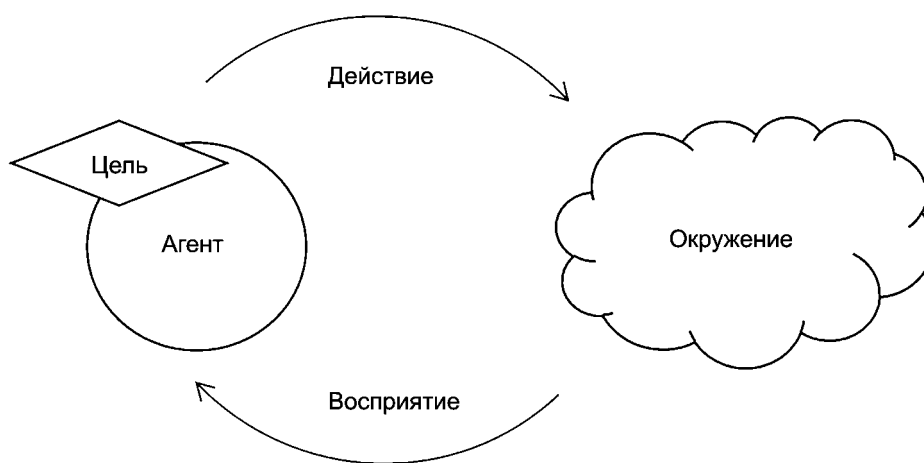 Действие
Цель
Агент
Окружение
Восприятие